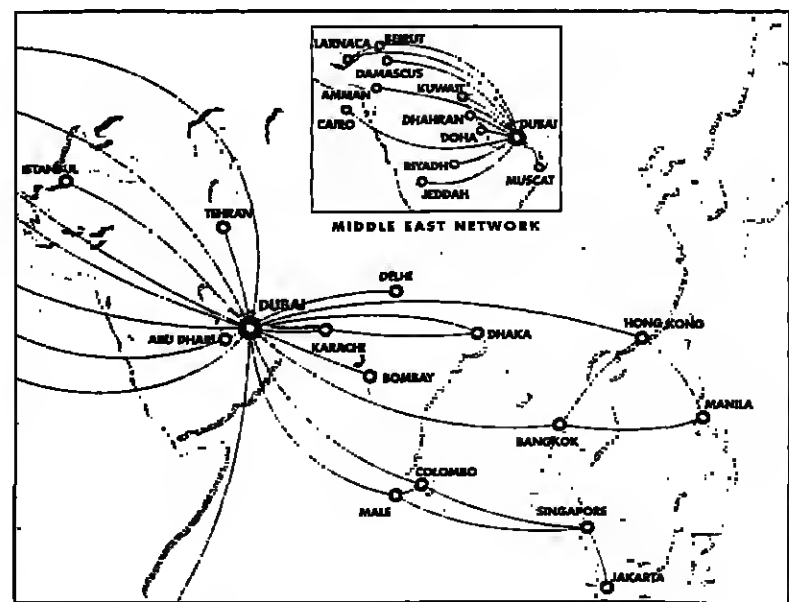 LARNACA
BEIRUT
DAMASCUS
AMMAN
KUWAIT
CAIRO
DHAHRAN
DUBAI
DOHA
RIYADH
MUSCAT
JEDDAH
MIDDLE EAST NETWORK
ISTANBUL
TEHRAN
DELHI
DUBAI
ABU DHABI
KARACHI
DHAKA
HONG KONG
BOMBAY
MANILA
BANGKOK
COLOMBO
MALE
SINGAPORE
JAKARTA